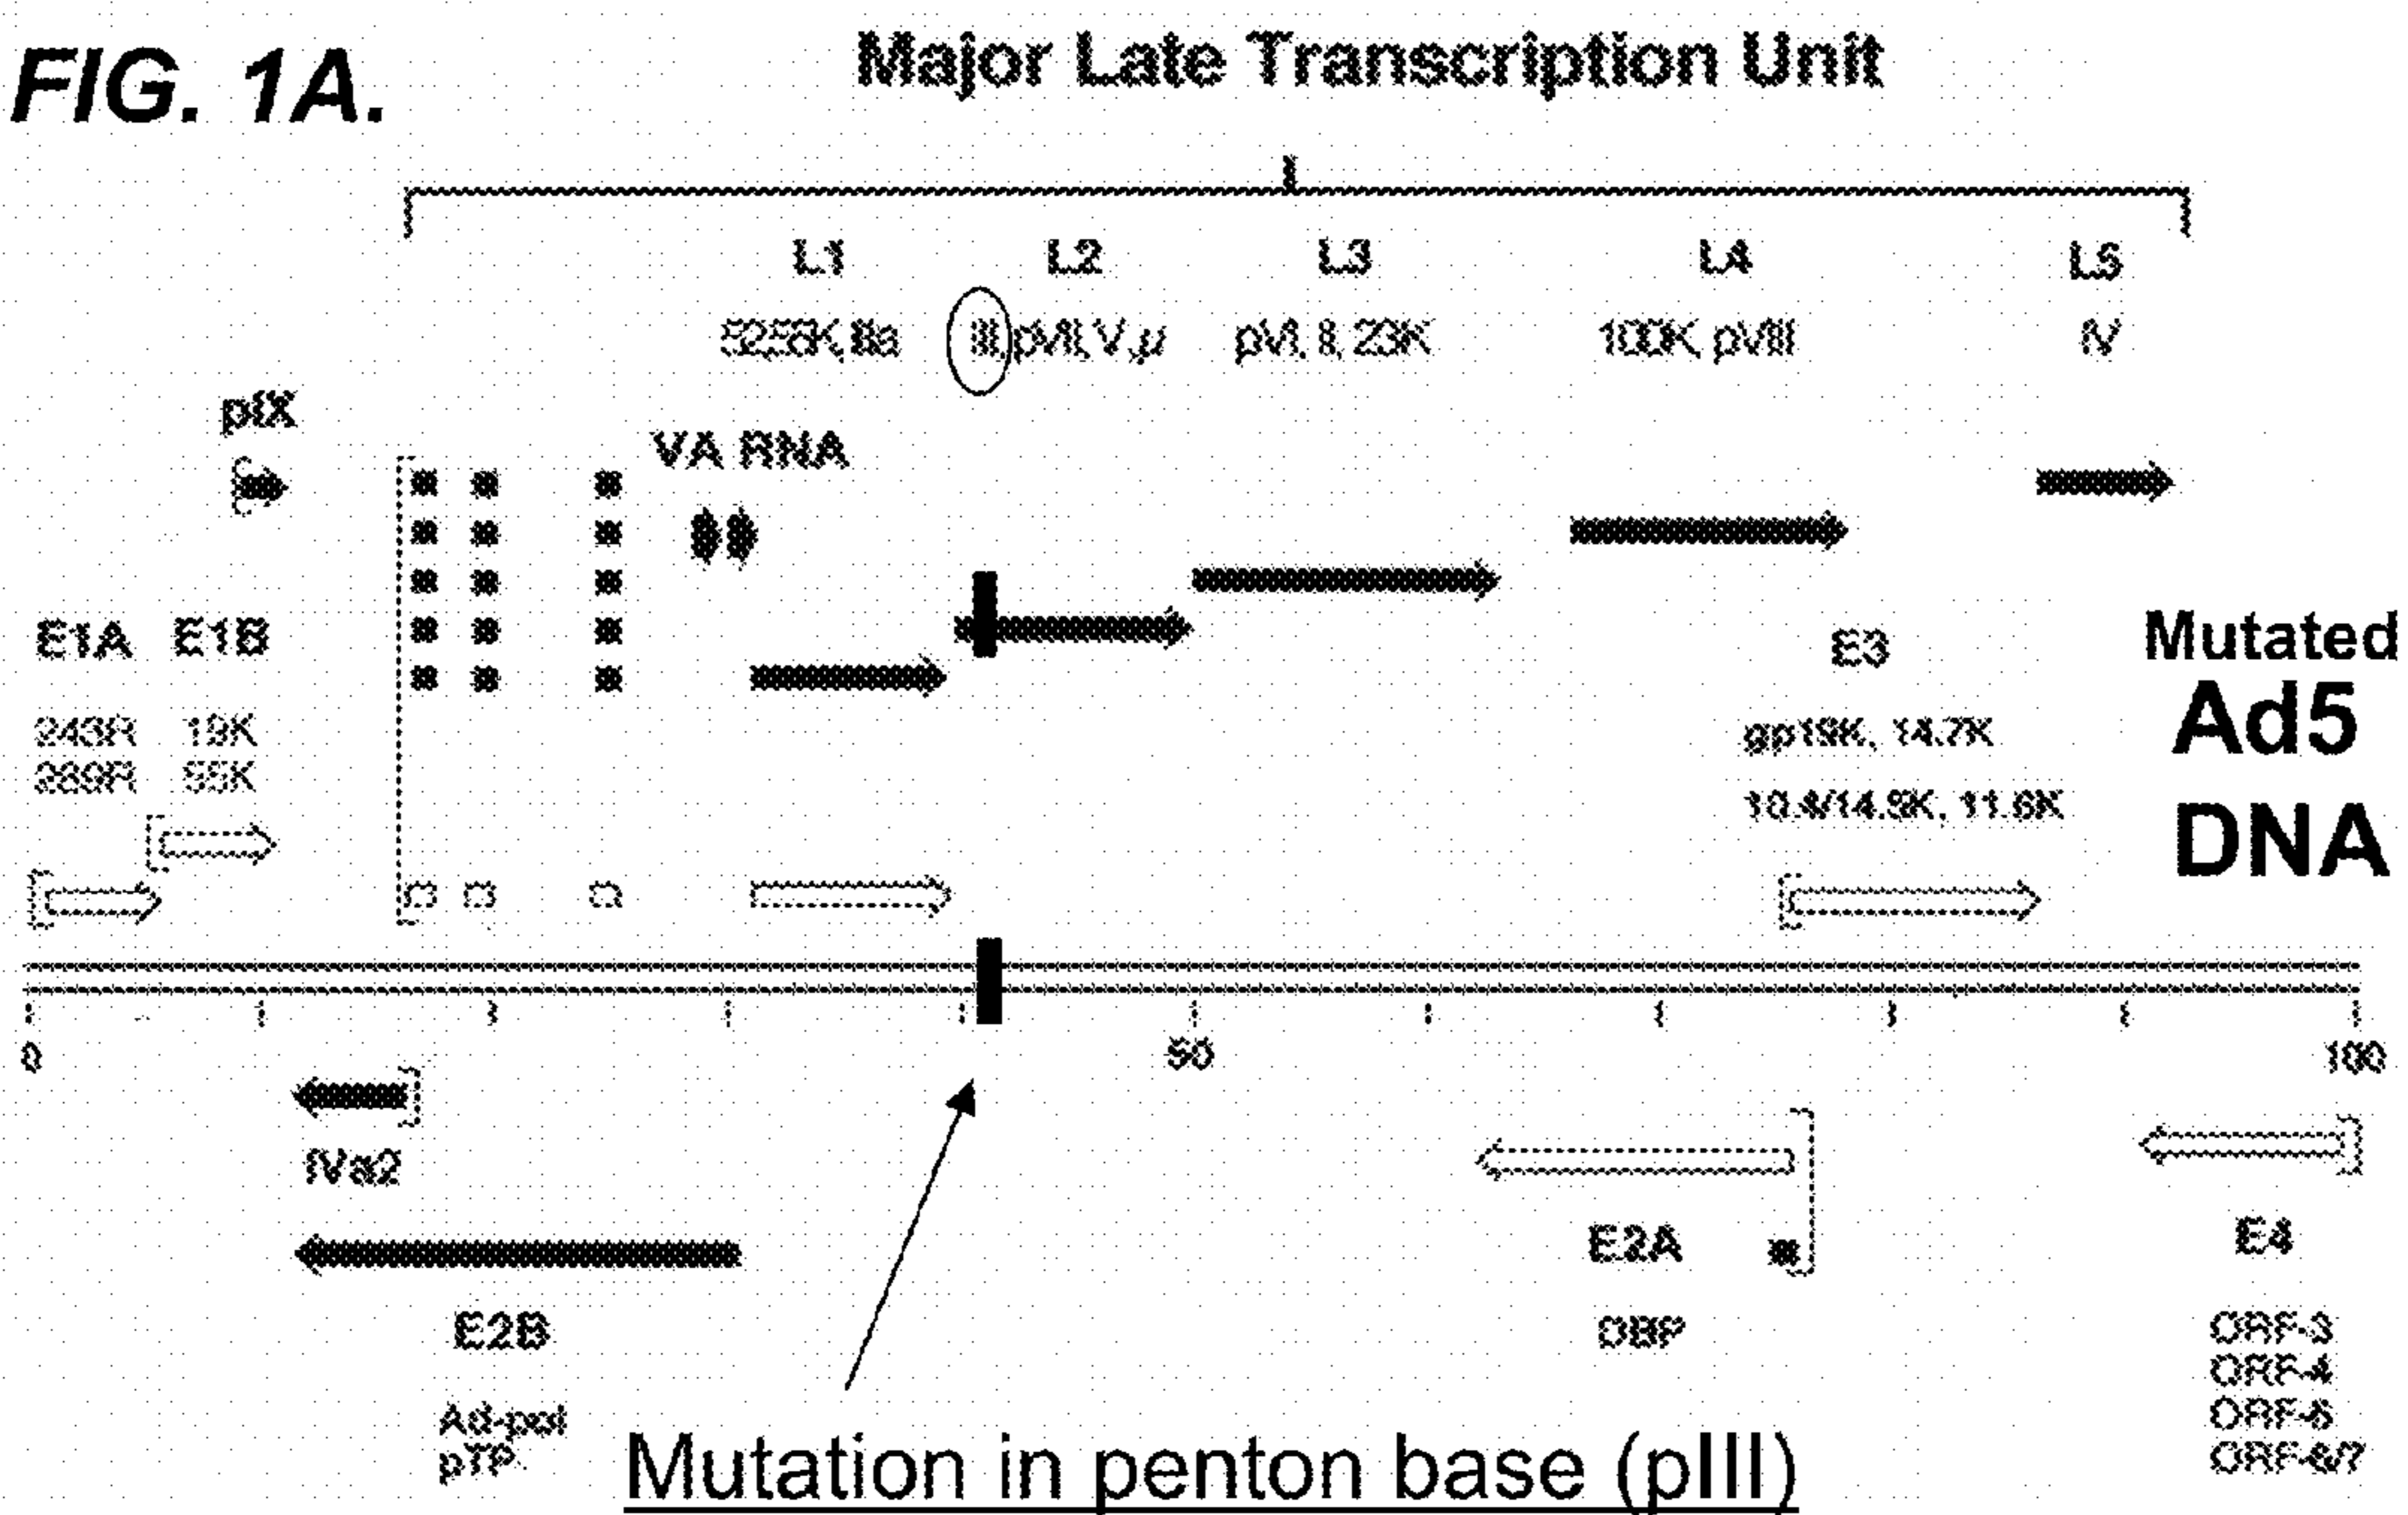 FIG. 1A.
Major Late Transcription Unit
L1 L2 L3 L4 L5
52,55K, IIIa III, pVII, V, μ pVI, II, 23K 100K, pVIII IV
pIX
VA RNA
E1A E1B
E3
Mutated
243R 19K
gp19K, 14.7K
Ad5
289R 55K
10.4/14.5K, 11.6K
DNA
0 50 100
IVa2
E2A
E4
E2B
DBP
ORF-3
ORF-4
Ad-pol
ORF-6
pTP
ORF-6/7
Mutation in penton base (pIII)